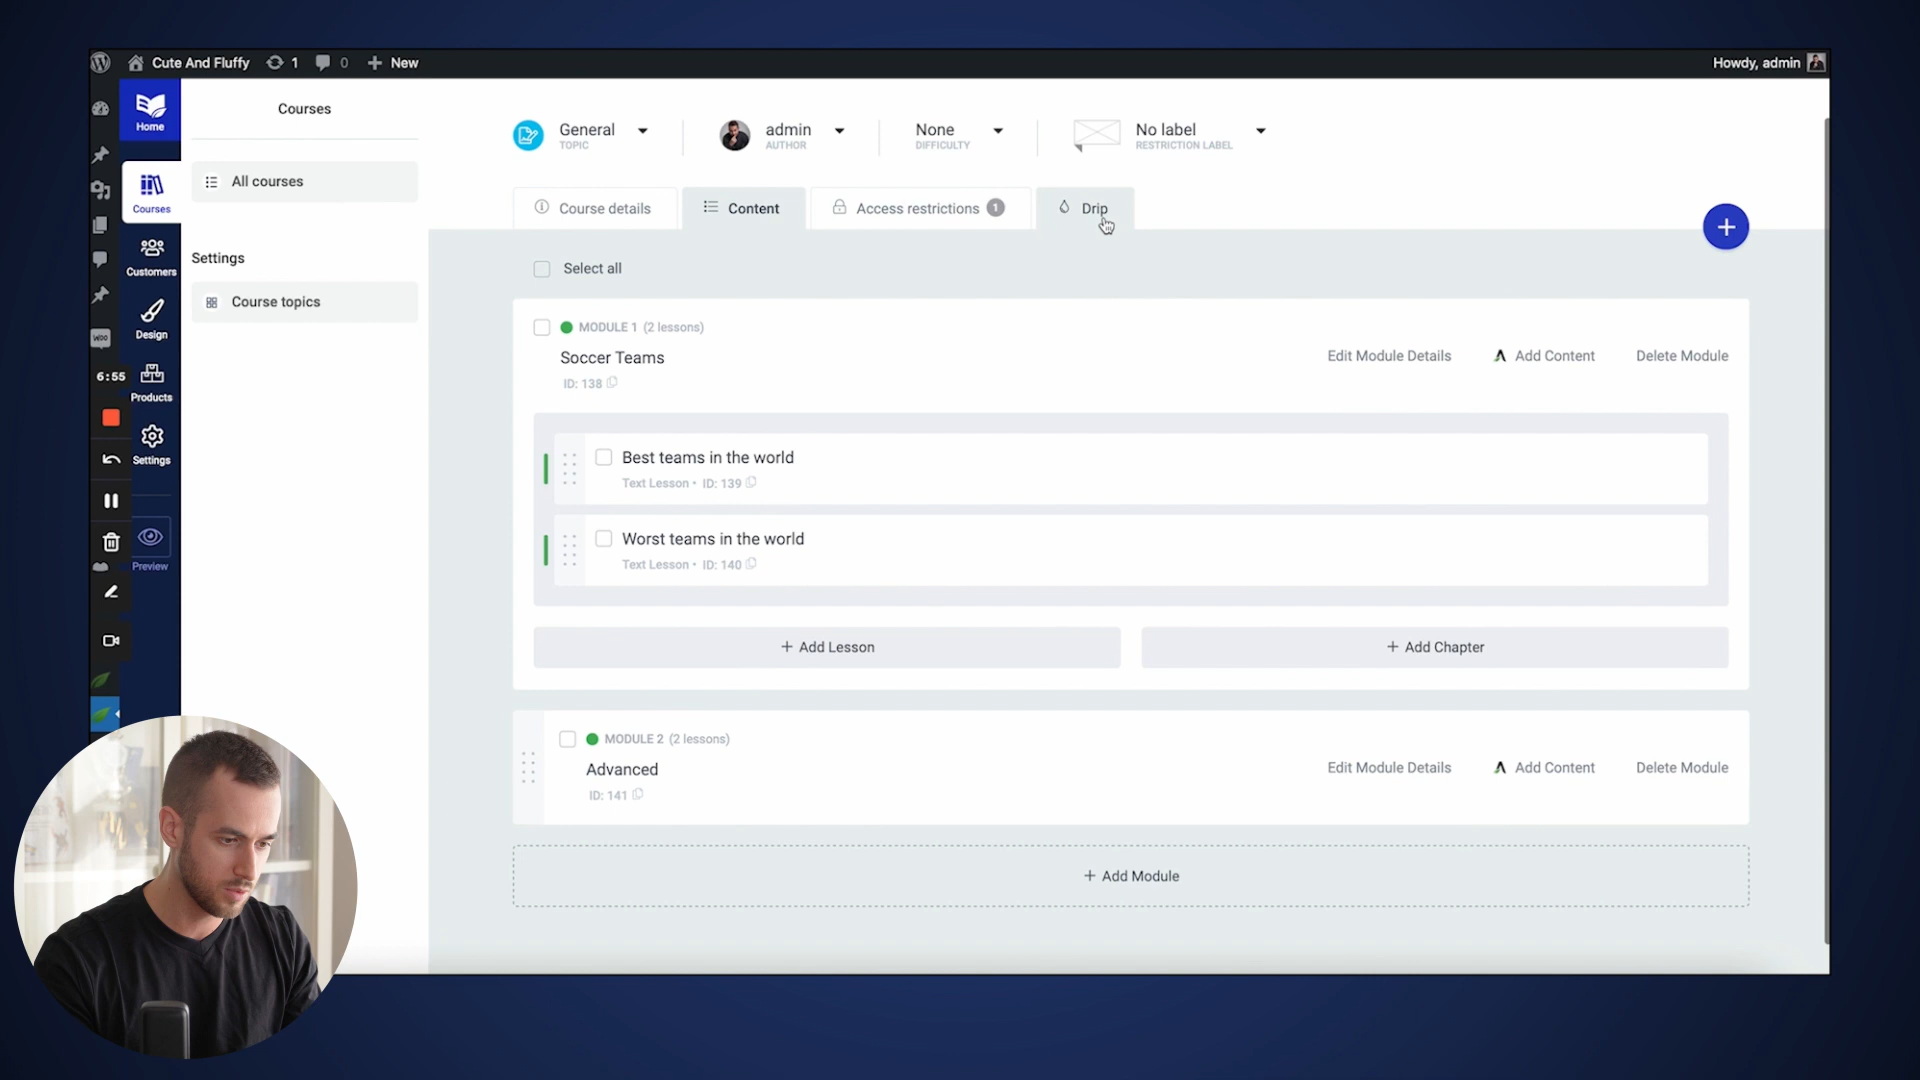 Cute And Fluffy 1 0 New
Howdy, admin
Home
Courses
Customers
Design
WOO
6:55
Products
Settings
Preview
Courses
All courses
Settings
Course topics
General
TOPIC
admin
AUTHOR
None
DIFFICULTY
No label
RESTRICTION LABEL
Course details
Content
Access restrictions 1
Drip
Select all
MODULE 1 (2 lessons)
Soccer Teams
ID: 138
Edit Module Details
Add Content
Delete Module
Best teams in the world
Text Lesson • ID: 139
Worst teams in the world
Text Lesson • ID: 140
+ Add Lesson
+ Add Chapter
MODULE 2 (2 lessons)
Advanced
ID: 141
Edit Module Details
Add Content
Delete Module
+ Add Module